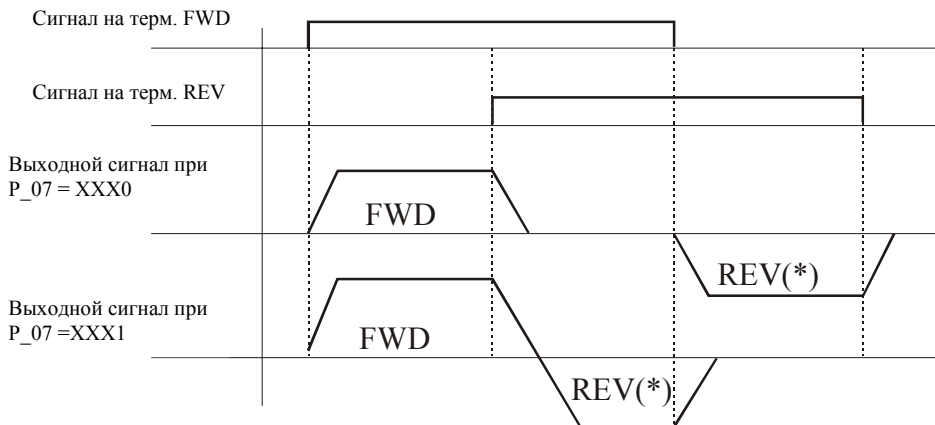 Сигнал на терм. FWD
Сигнал на терм. REV
Выходной сигнал при
P_07 = XXX0
FWD
REV(*)
Выходной сигнал при
P_07 =XXX1
FWD
REV(*)